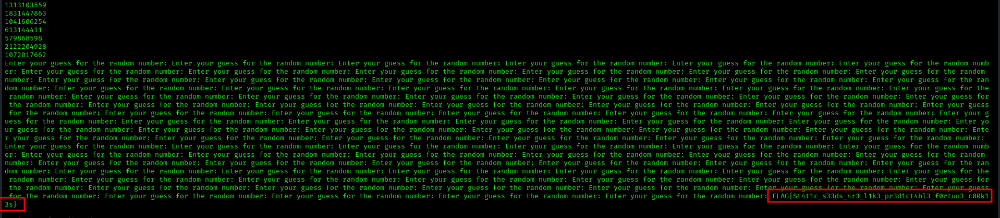 1313103559
1831447863
1041606254
613144411
579868598
2122204928
1072017662
Enter your guess for the random number: Enter your guess for the random number: Enter your guess for the random number: Enter your guess for the random number: Enter your guess for the random number: Enter your guess for the random numb
er: Enter your guess for the random number: Enter your guess for the random number: Enter your guess for the random number: Enter your guess for the random number: Enter your guess for the random number: Enter your guess for the random
number: Enter your guess for the random number: Enter your guess for the random number: Enter your guess for the random number: Enter your guess for the random number: Enter your guess for the random number: Enter your guess for the ran
dom number: Enter your guess for the random number: Enter your guess for the random number: Enter your guess for the random number: Enter your guess for the random number: Enter your guess for the random number: Enter your guess for the
 random number: Enter your guess for the random number: Enter your guess for the random number: Enter your guess for the random number: Enter your guess for the random number: Enter your guess for the random number: Enter your guess for
 the random number: Enter your guess for the random number: Enter your guess for the random number: Enter your guess for the random number: Enter your guess for the random number: Enter your guess for the random number: Enter your guess
 for the random number: Enter your guess for the random number: Enter your guess for the random number: Enter your guess for the random number: Enter your guess for the random number: Enter your guess for the random number: Enter your g
uess for the random number: Enter your guess for the random number: Enter your guess for the random number: Enter your guess for the random number: Enter your guess for the random number: Enter your guess for the random number: Enter yo
ur guess for the random number: Enter your guess for the random number: Enter your guess for the random number: Enter your guess for the random number: Enter your guess for the random number: Enter your guess for the random number: Ente
r your guess for the random number: Enter your guess for the random number: Enter your guess for the random number: Enter your guess for the random number: Enter your guess for the random number: Enter your guess for the random number:
Enter your guess for the random number: Enter your guess for the random number: Enter your guess for the random number: Enter your guess for the random number: Enter your guess for the random number: Enter your guess for the random numb
er: Enter your guess for the random number: Enter your guess for the random number: Enter your guess for the random number: Enter your guess for the random number: Enter your guess for the random number: Enter your guess for the random
number: Enter your guess for the random number: Enter your guess for the random number: Enter your guess for the random number: Enter your guess for the random number: Enter your guess for the random number: Enter your guess for the ran
dom number: Enter your guess for the random number: Enter your guess for the random number: Enter your guess for the random number: Enter your guess for the random number: Enter your guess for the random number: Enter your guess for the
 random number: Enter your guess for the random number: Enter your guess for the random number: Enter your guess for the random number: Enter your guess for the random number: Enter your guess for the random number: Enter your guess for
 the random number: Enter your guess for the random number: Enter your guess for the random number: Enter your guess for the random number: Enter your guess for the random number: Enter your guess for the random number: Enter your guess
 for the random number: Enter your guess for the random number: Enter your guess for the random number: Enter your guess for the random number: Enter your guess for the random number: FLAG{St4t1c_s33ds_4r3_l1k3_pr3d1ct4bl3_f0rtun3_c00k1
3s}